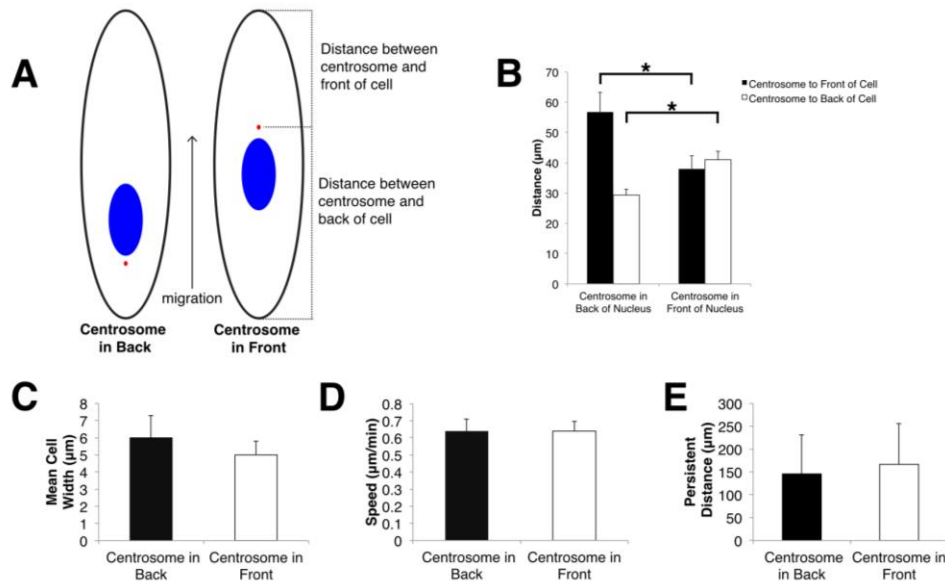 A
Distance between
centrosome and
front of cell
Distance between
centrosome and
back of cell
migration
Centrosome
in Back
Centrosome
in Front
B
70
60
50
40
30
20
10
0
Distance (µm)
*
*
Centrosome to Front of Cell
Centrosome to Back of Cell
Centrosome in
Back of Nucleus
Centrosome in
Front of Nucleus
C
8
7
6
5
4
3
2
1
0
Mean Cell
Width (µm)
Centrosome in
Back
Centrosome in
Front
D
0.8
0.7
0.6
0.5
0.4
0.3
0.2
0.1
0
Speed (µm/min)
Centrosome in
Back
Centrosome in
Front
E
300
250
200
150
100
50
0
Persistent
Distance (µm)
Centrosome
in Back
Centrosome in
Front